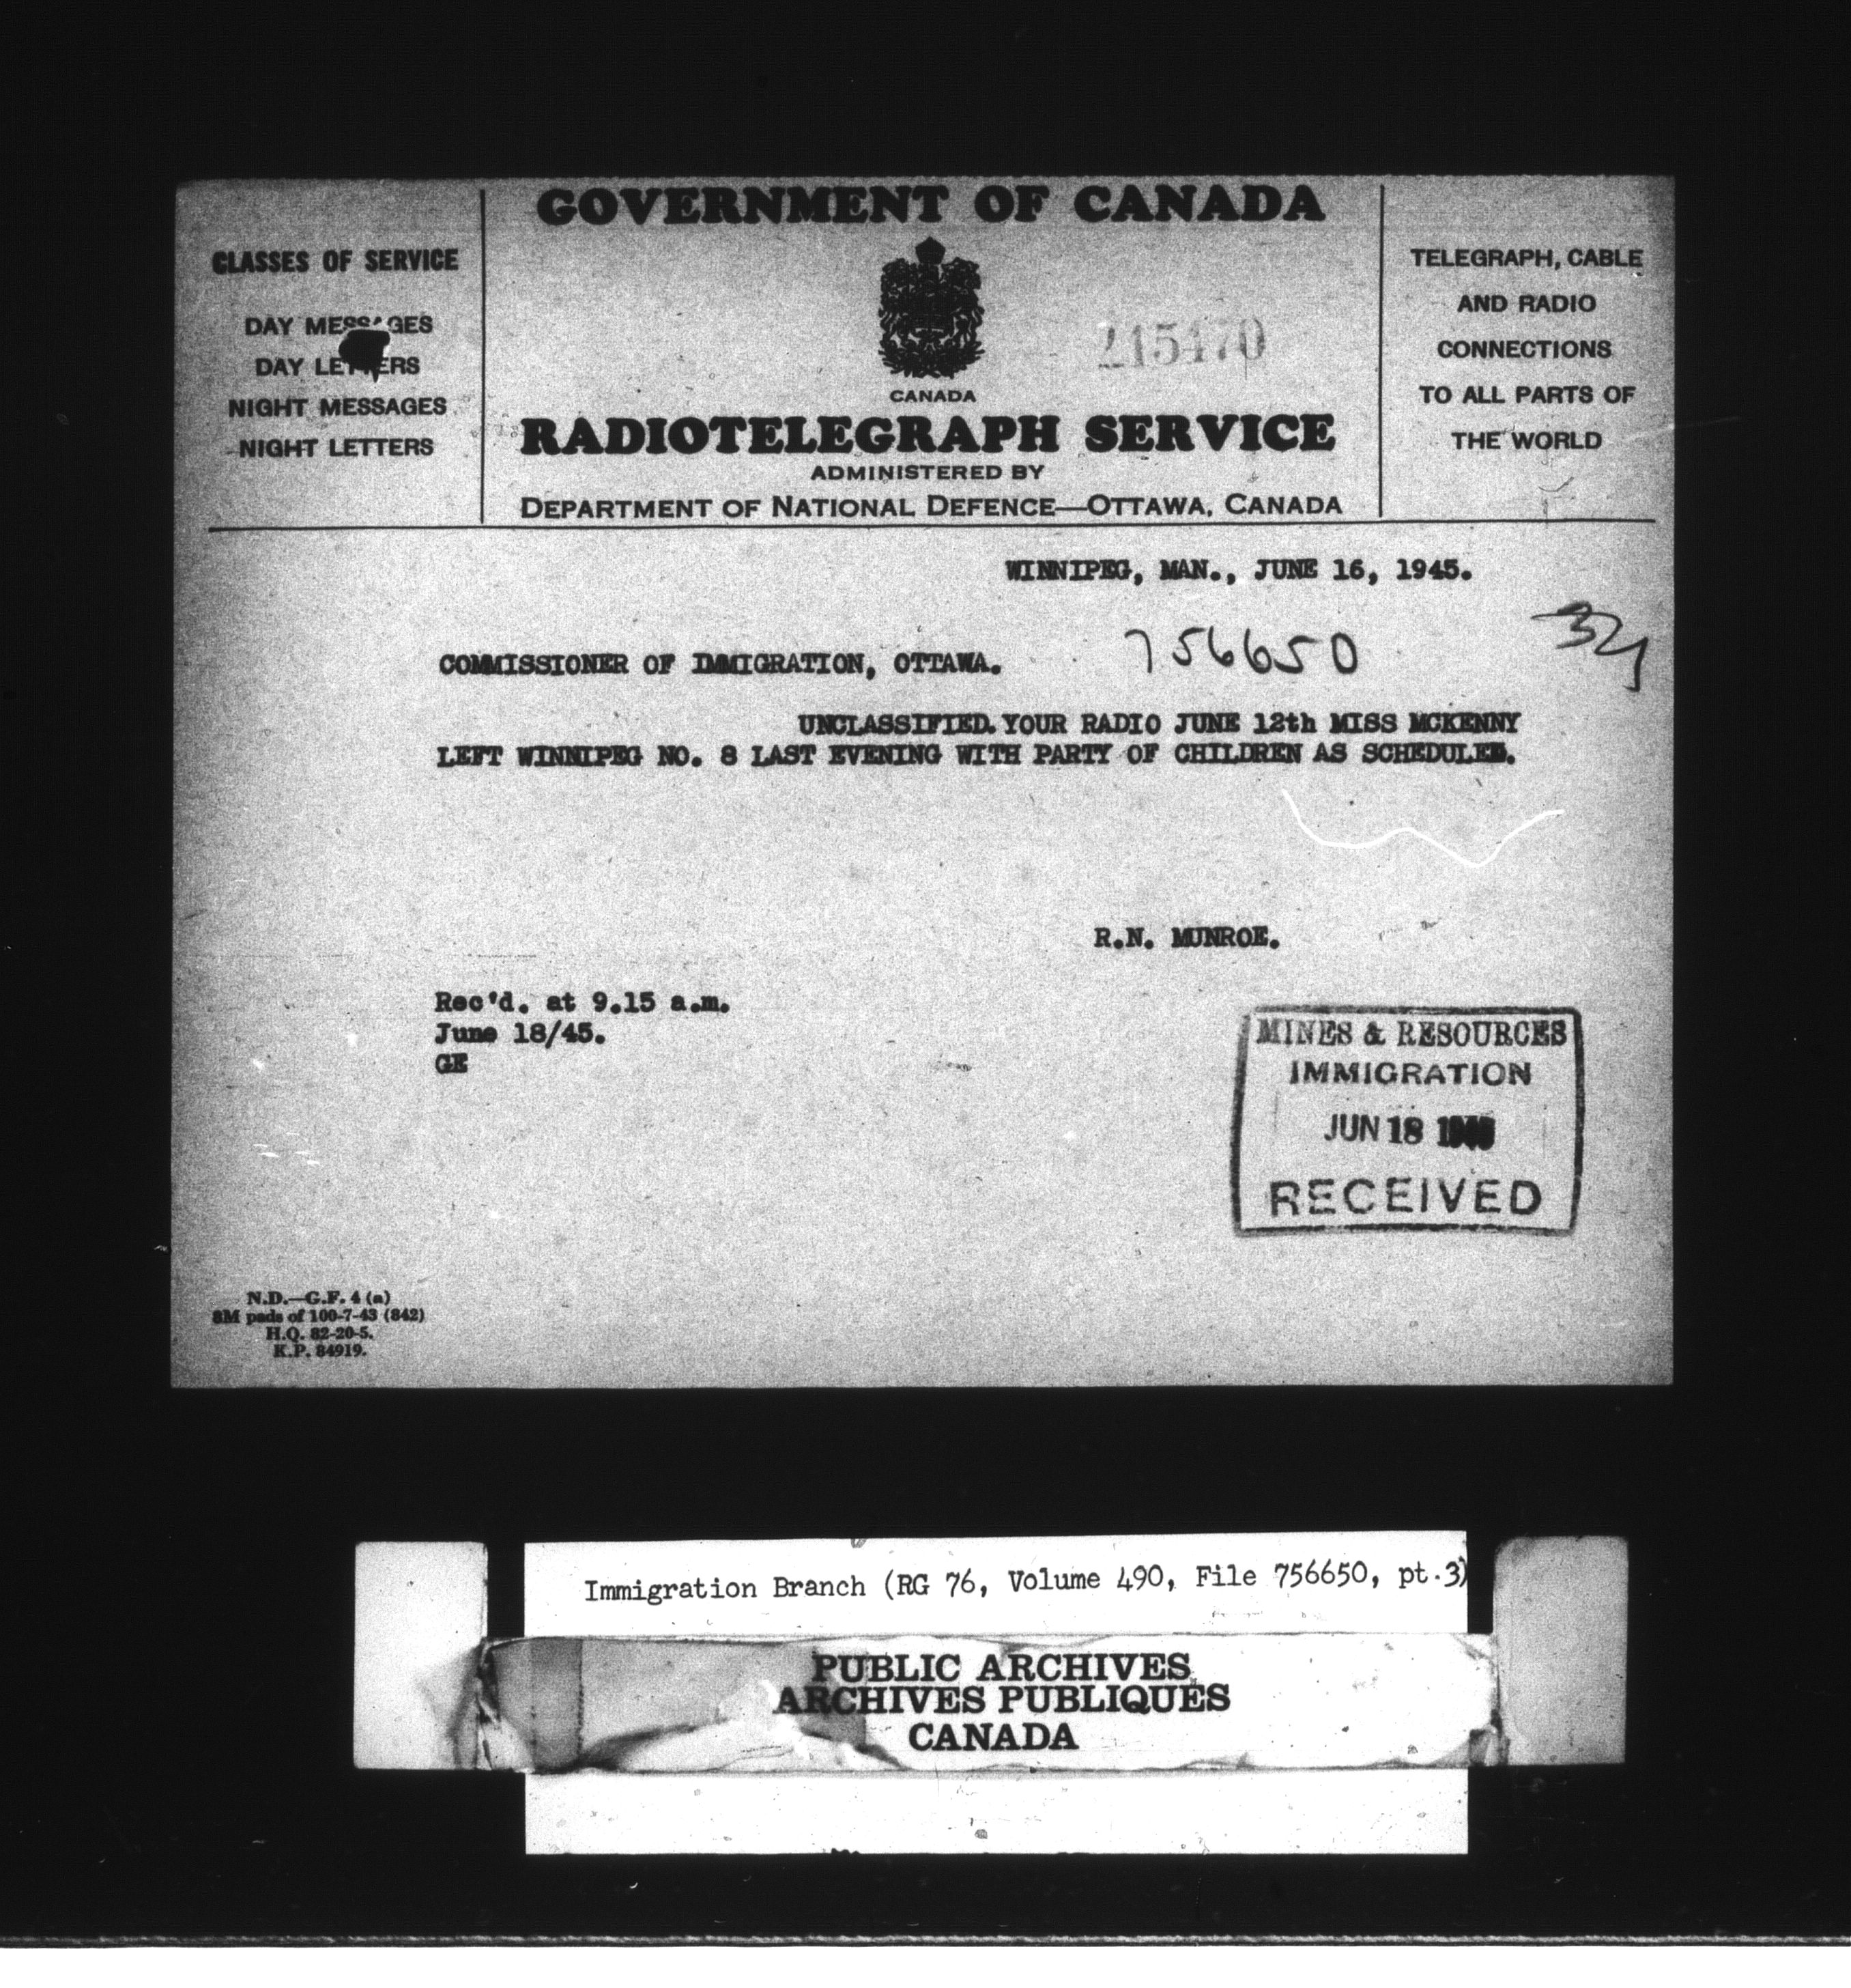 GOVERNMENT OF CANADA
CLASSES OF SERVICE
DAY MESSAGES
DAY LETTERS
NIGHT MESSAGES
NIGHT LETTERS
215470
CANADA
RADIOTELEGRAPH SERVICE
ADMINISTERED BY
DEPARTMENT OF NATIONAL DEFENCE—OTTAWA, CANADA
TELEGRAPH, CABLE
AND RADIO
CONNECTIONS
TO ALL PARTS OF
THE WORLD
WINNIPEG, MAN., JUNE 16, 1945.
COMMISSIONER OF IMMIGRATION, OTTAWA.
756650
UNCLASSIFIED. YOUR RADIO JUNE 12th MISS MCKENNY
LEFT WINNIPEG NO. 8 LAST EVENING WITH PARTY OF CHILDREN AS SCHEDULED.
R.N. MUNROE.
Rec'd. at 9.15 a.m.
June 18/45.
GE
MINES & RESOURCES
IMMIGRATION
JUN 18
RECEIVED
N.D.—G.F. 4 (a)
8M pads of 100-7-43 (842)
H.Q. 82-20-5.
K.P. 84919.
Immigration Branch (RG 76, Volume 490, File 756650, pt.3)
PUBLIC ARCHIVES
ARCHIVES PUBLIQUES
CANADA